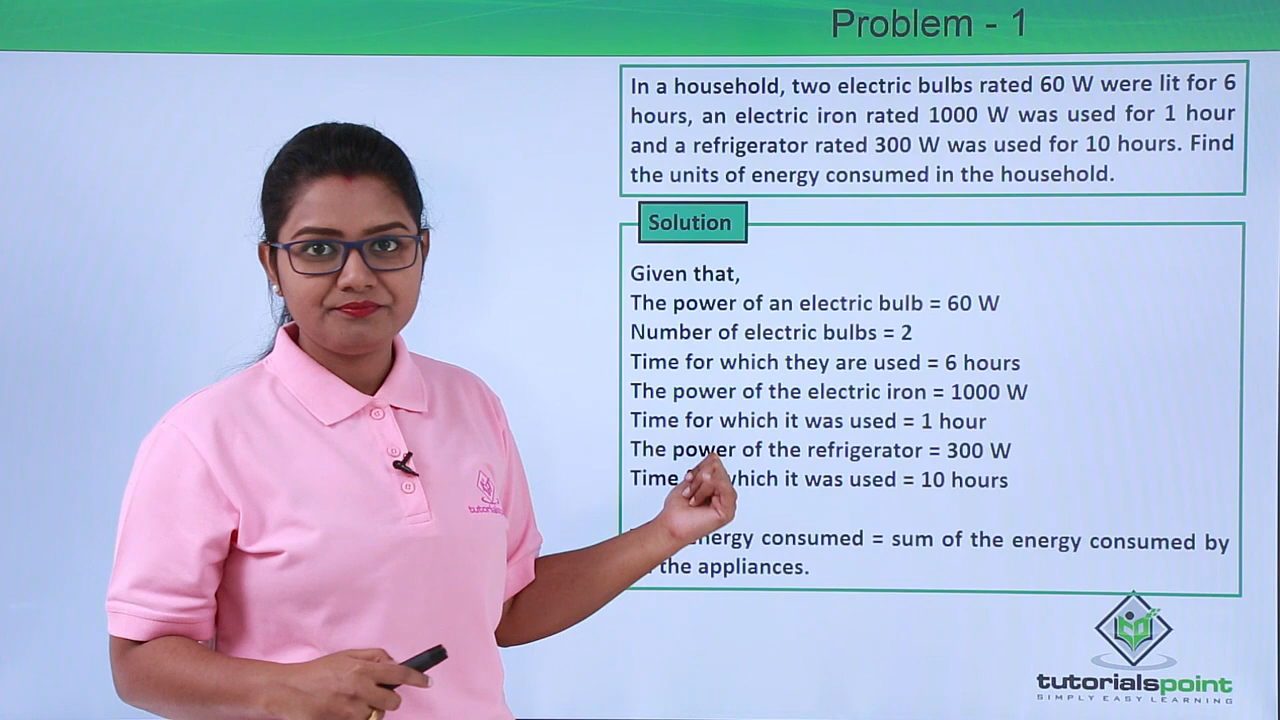 Problem - 1
In a household, two electric bulbs rated 60 W were lit for 6
hours, an electric iron rated 1000 W was used for 1 hour
and a refrigerator rated 300 W was used for 10 hours. Find
the units of energy consumed in the household.
Solution
Given that,
The power of an electric bulb = 60 W
Number of electric bulbs = 2
Time for which they are used = 6 hours
The power of the electric iron = 1000 W
Time for which it was used = 1 hour
The power of the refrigerator = 300 W
Time which it was used = 10 hours
energy consumed = sum of the energy consumed by
the appliances.
tutorialspoint
SIMPLY EASY LEARNING